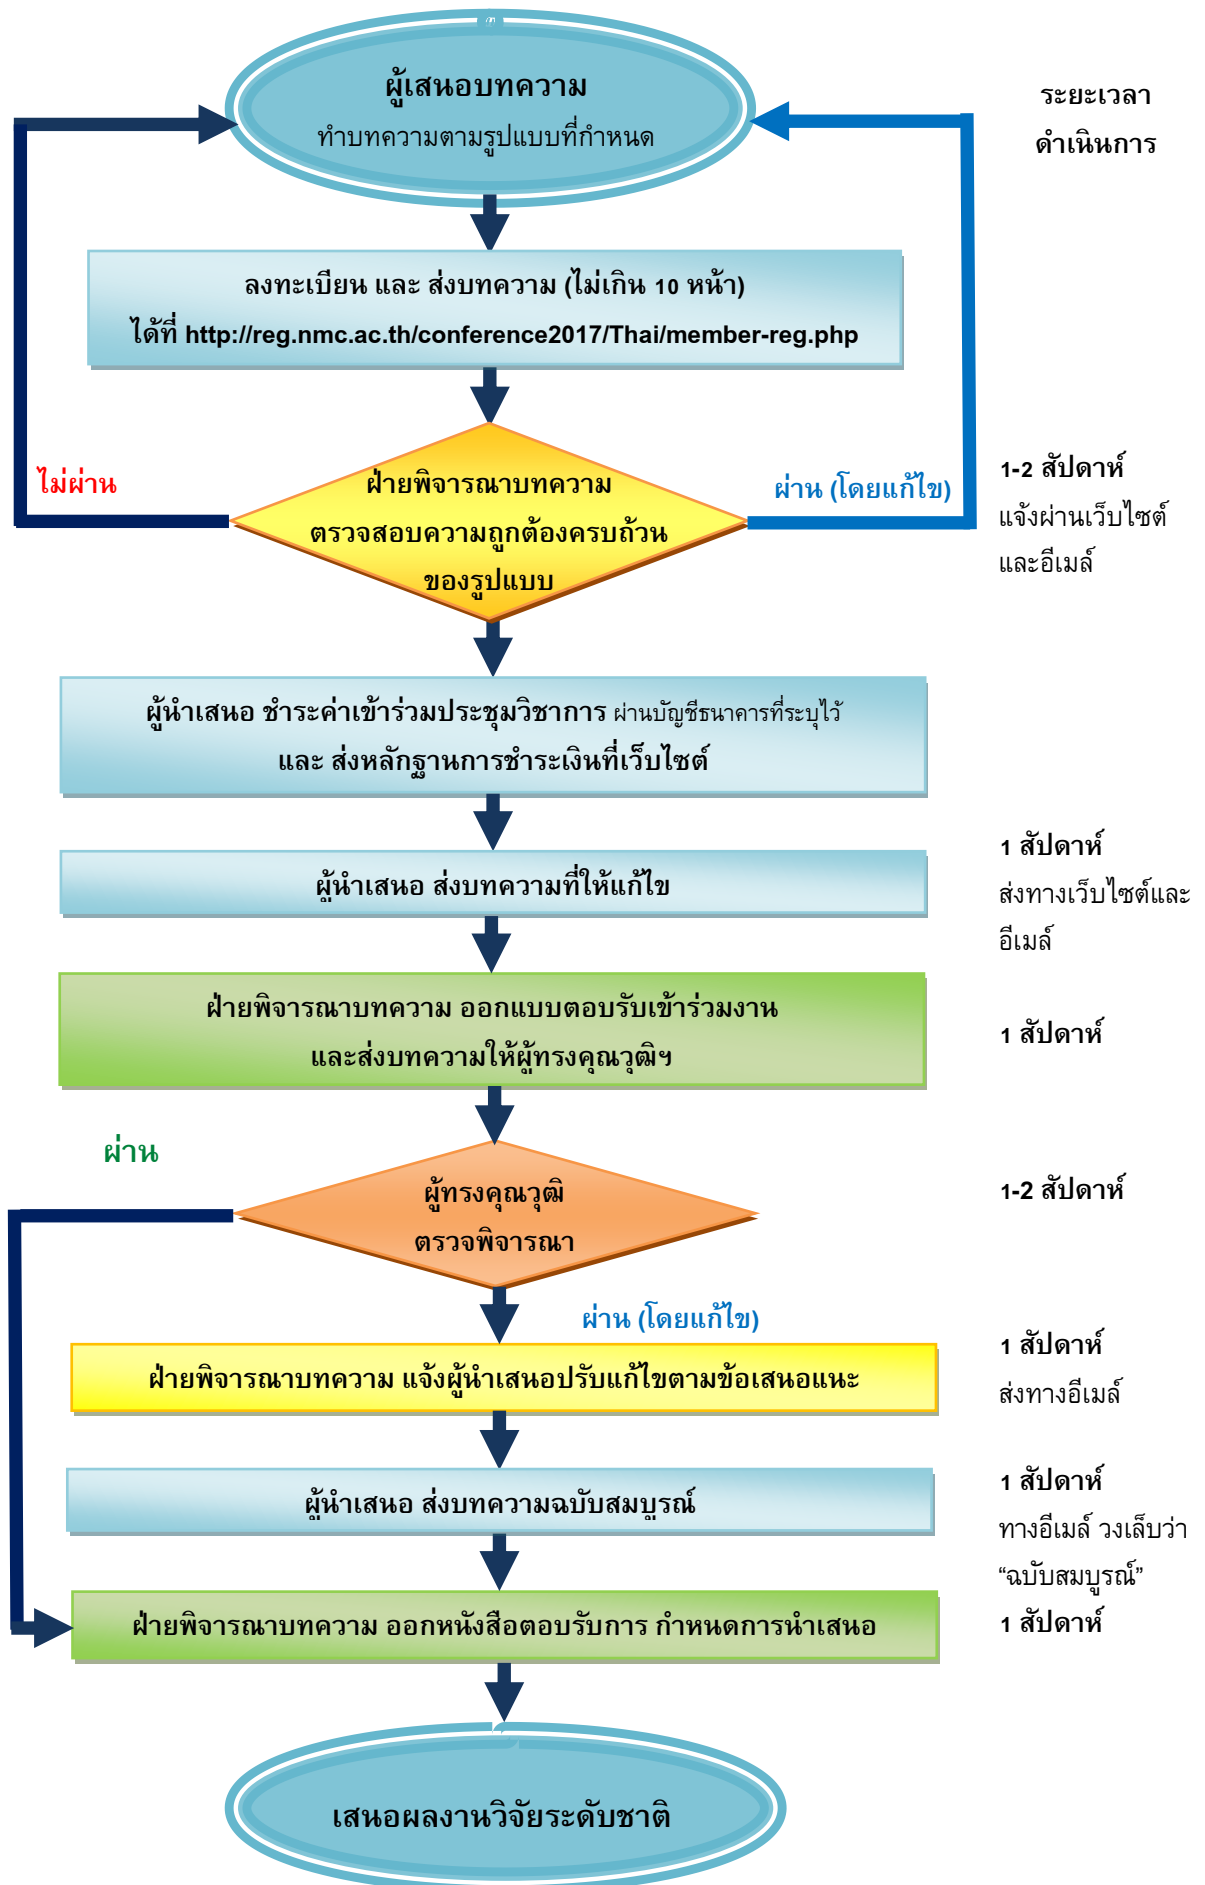 ผู้เสนอบทความ
ทำบทความตามรูปแบบที่กำหนด
ระยะเวลา
ดำเนินการ
ลงทะเบียน และ ส่งบทความ (ไม่เกิน 10 หน้า)
ได้ที่ http://reg.nmc.ac.th/conference2017/Thai/member-reg.php
ไม่ผ่าน
ฝ่ายพิจารณาบทความ
ตรวจสอบความถูกต้องครบถ้วน
ของรูปแบบ
ผ่าน (โดยแก้ไข)
1-2 สัปดาห์
แจ้งผ่านเว็บไซต์
และอีเมล์
ผู้นำเสนอ ชำระค่าเข้าร่วมประชุมวิชาการ ผ่านบัญชีธนาคารที่ระบุไว้
และ ส่งหลักฐานการชำระเงินที่เว็บไซต์
ผู้นำเสนอ ส่งบทความที่ให้แก้ไข
1 สัปดาห์
ส่งทางเว็บไซต์และ
อีเมล์
ฝ่ายพิจารณาบทความ ออกแบบตอบรับเข้าร่วมงาน
และส่งบทความให้ผู้ทรงคุณวุฒิฯ
1 สัปดาห์
ผ่าน
ผู้ทรงคุณวุฒิ
ตรวจพิจารณา
1-2 สัปดาห์
ผ่าน (โดยแก้ไข)
ฝ่ายพิจารณาบทความ แจ้งผู้นำเสนอปรับแก้ไขตามข้อเสนอแนะ
1 สัปดาห์
ส่งทางอีเมล์
ผู้นำเสนอ ส่งบทความฉบับสมบูรณ์
1 สัปดาห์
ทางอีเมล์ วงเล็บว่า
“ฉบับสมบูรณ์”
ฝ่ายพิจารณาบทความ ออกหนังสือตอบรับการ กำหนดการนำเสนอ
1 สัปดาห์
เสนอผลงานวิจัยระดับชาติ